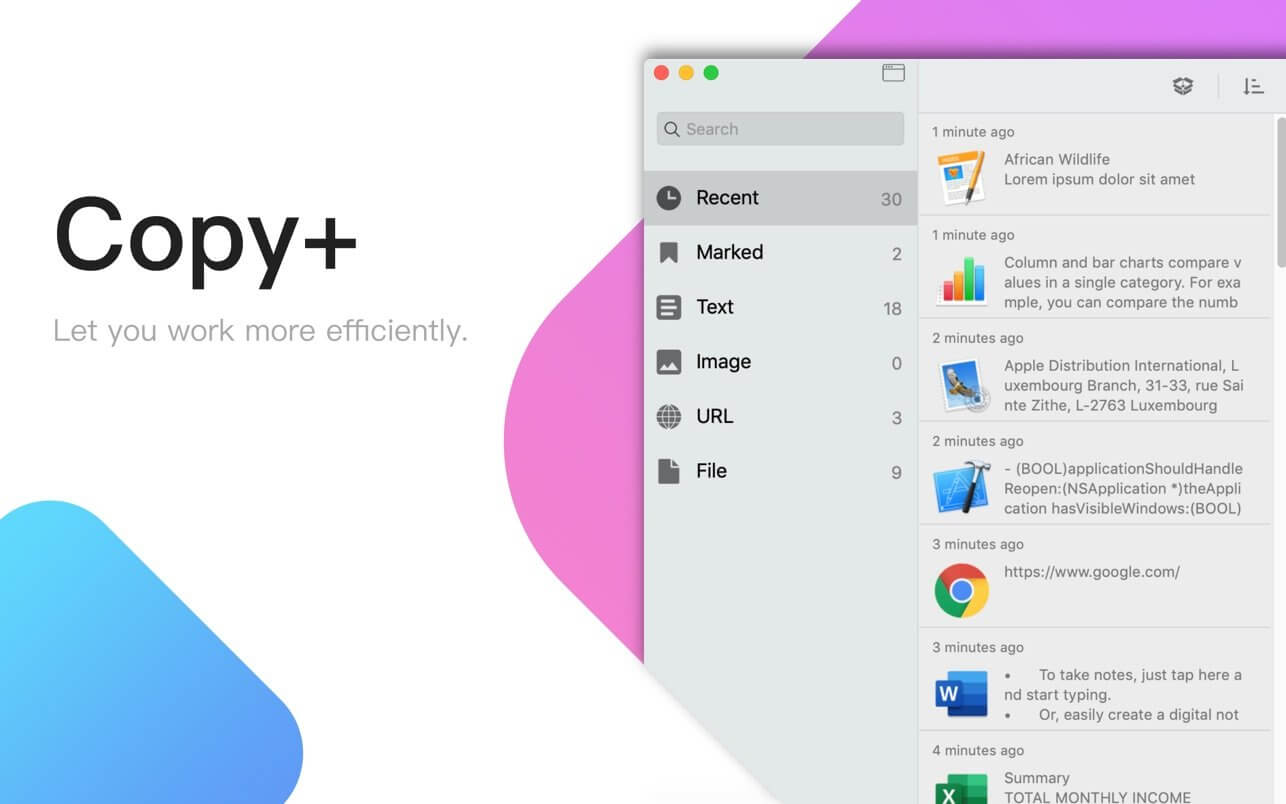 Copy+
Let you work more efficiently.
Search
Recent 30
Marked 2
Text 18
Image 0
URL 3
File 9
1 minute ago
African Wildlife
Lorem ipsum dolor sit amet
1 minute ago
Column and bar charts compare v
alues in a single category. For exa
mple, you can compare the numb
2 minutes ago
Apple Distribution International, L
uxembourg Branch, 31-33, rue Sai
nte Zithe, L-2763 Luxembourg
2 minutes ago
- (BOOL)applicationShouldHandle
Reopen:(NSApplication *)theAppli
cation hasVisibleWindows:(BOOL)
3 minutes ago
https://www.google.com/
3 minutes ago
W
• To take notes, just tap here a
nd start typing.
• Or, easily create a digital not
4 minutes ago
X
Summary
TOTAL MONTHLY INCOME